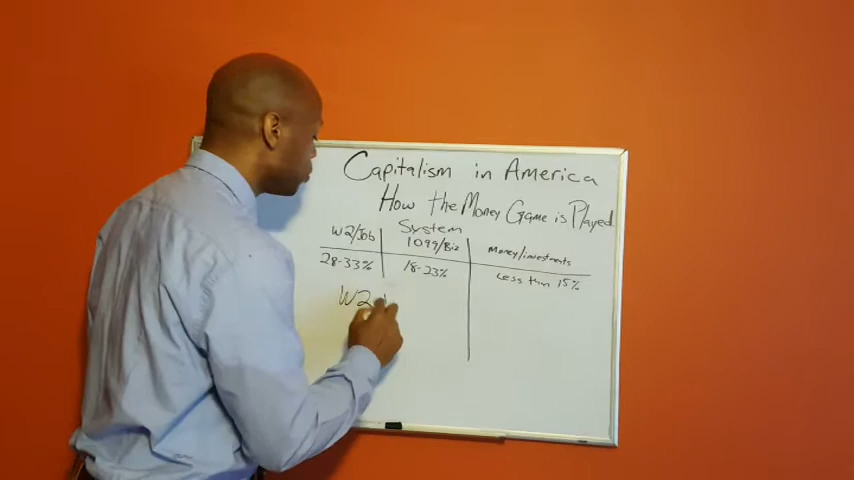 Capitalism in America
How the Money Game is Played
System
W2/Job 1099/Biz Money/investments
28-33% 18-23% Less than 15%
W2